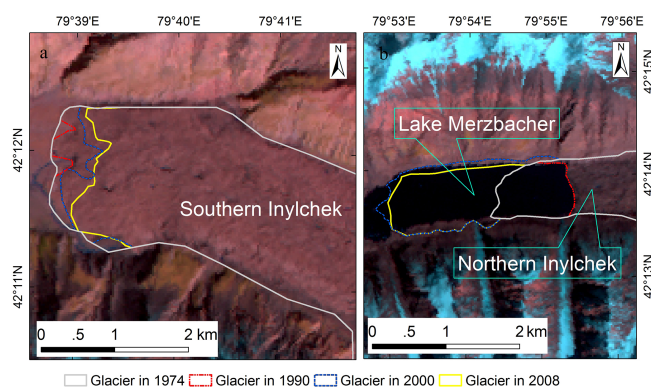 79°39'E 79°40'E 79°41'E
79°53'E 79°54'E 79°55'E 79°56'E
a
N
42°12'N
42°11'N
Southern Inylchek
0 .5 1 2 km
b
N
42°15'N
42°14'N
42°13'N
Lake Merzbacher
Northern Inylchek
0 .5 1 2 km
Glacier in 1974 Glacier in 1990 Glacier in 2000 Glacier in 2008